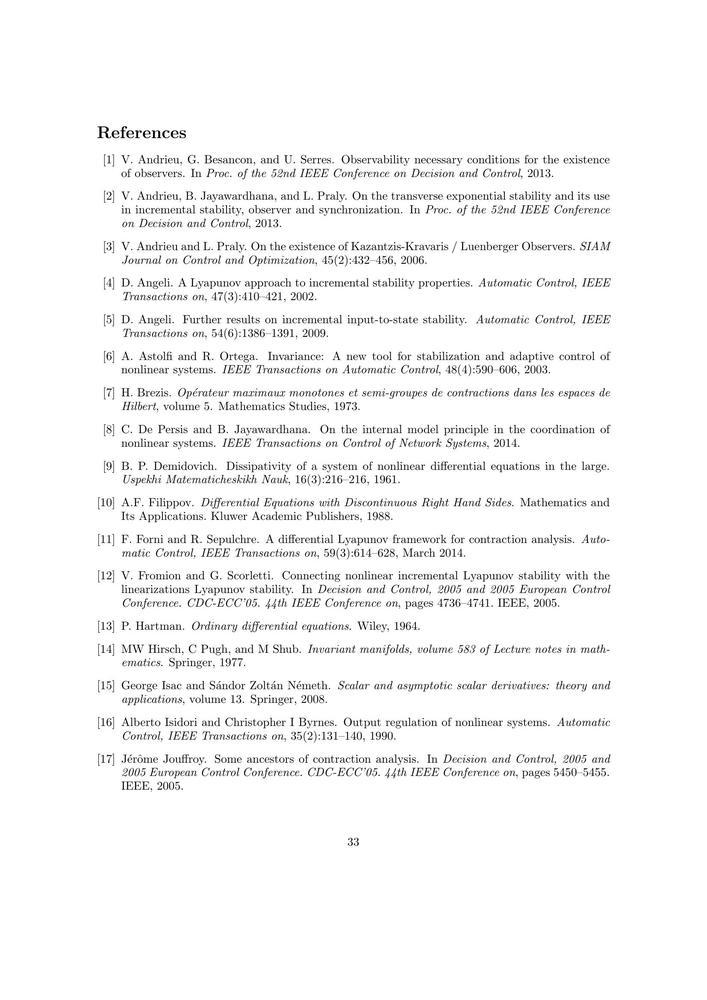 References
[1] V. Andrieu, G. Besancon, and U. Serres. Observability necessary conditions for the existence
of observers. In Proc. of the 52nd IEEE Conference on Decision and Control, 2013.
[2] V. Andrieu, B. Jayawardhana, and L. Praly. On the transverse exponential stability and its use
in incremental stability, observer and synchronization. In Proc. of the 52nd IEEE Conference
on Decision and Control, 2013.
[3] V. Andrieu and L. Praly. On the existence of Kazantzis-Kravaris / Luenberger Observers. SIAM
Journal on Control and Optimization, 45(2):432–456, 2006.
[4] D. Angeli. A Lyapunov approach to incremental stability properties. Automatic Control, IEEE
Transactions on, 47(3):410–421, 2002.
[5] D. Angeli. Further results on incremental input-to-state stability. Automatic Control, IEEE
Transactions on, 54(6):1386–1391, 2009.
[6] A. Astolfi and R. Ortega. Invariance: A new tool for stabilization and adaptive control of
nonlinear systems. IEEE Transactions on Automatic Control, 48(4):590–606, 2003.
[7] H. Brezis. Opérateur maximaux monotones et semi-groupes de contractions dans les espaces de
Hilbert, volume 5. Mathematics Studies, 1973.
[8] C. De Persis and B. Jayawardhana. On the internal model principle in the coordination of
nonlinear systems. IEEE Transactions on Control of Network Systems, 2014.
[9] B. P. Demidovich. Dissipativity of a system of nonlinear differential equations in the large.
Uspekhi Matematicheskikh Nauk, 16(3):216–216, 1961.
[10] A.F. Filippov. Differential Equations with Discontinuous Right Hand Sides. Mathematics and
Its Applications. Kluwer Academic Publishers, 1988.
[11] F. Forni and R. Sepulchre. A differential Lyapunov framework for contraction analysis. Auto-
matic Control, IEEE Transactions on, 59(3):614–628, March 2014.
[12] V. Fromion and G. Scorletti. Connecting nonlinear incremental Lyapunov stability with the
linearizations Lyapunov stability. In Decision and Control, 2005 and 2005 European Control
Conference. CDC-ECC'05. 44th IEEE Conference on, pages 4736–4741. IEEE, 2005.
[13] P. Hartman. Ordinary differential equations. Wiley, 1964.
[14] MW Hirsch, C Pugh, and M Shub. Invariant manifolds, volume 583 of Lecture notes in math-
ematics. Springer, 1977.
[15] George Isac and Sándor Zoltán Németh. Scalar and asymptotic scalar derivatives: theory and
applications, volume 13. Springer, 2008.
[16] Alberto Isidori and Christopher I Byrnes. Output regulation of nonlinear systems. Automatic
Control, IEEE Transactions on, 35(2):131–140, 1990.
[17] Jérôme Jouffroy. Some ancestors of contraction analysis. In Decision and Control, 2005 and
2005 European Control Conference. CDC-ECC'05. 44th IEEE Conference on, pages 5450–5455.
IEEE, 2005.
33